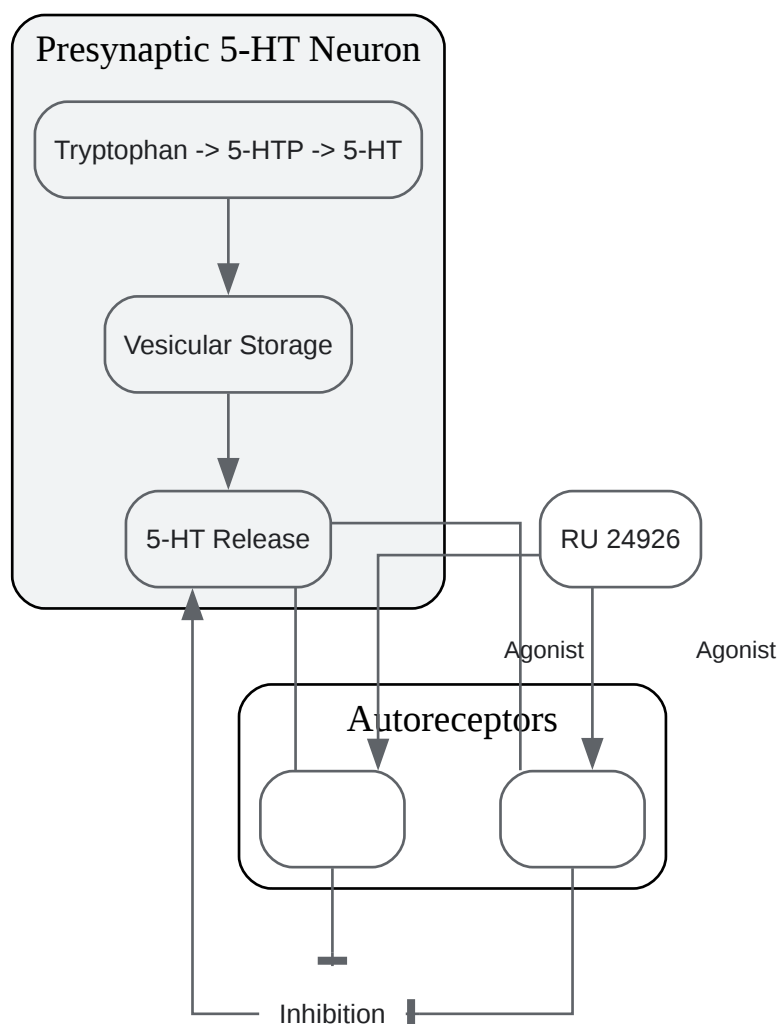 Presynaptic 5-HT Neuron
Tryptophan -> 5-HTP -> 5-HT
Vesicular Storage
5-HT Release
RU 24926
Agonist
Agonist
Autoreceptors
Inhibition